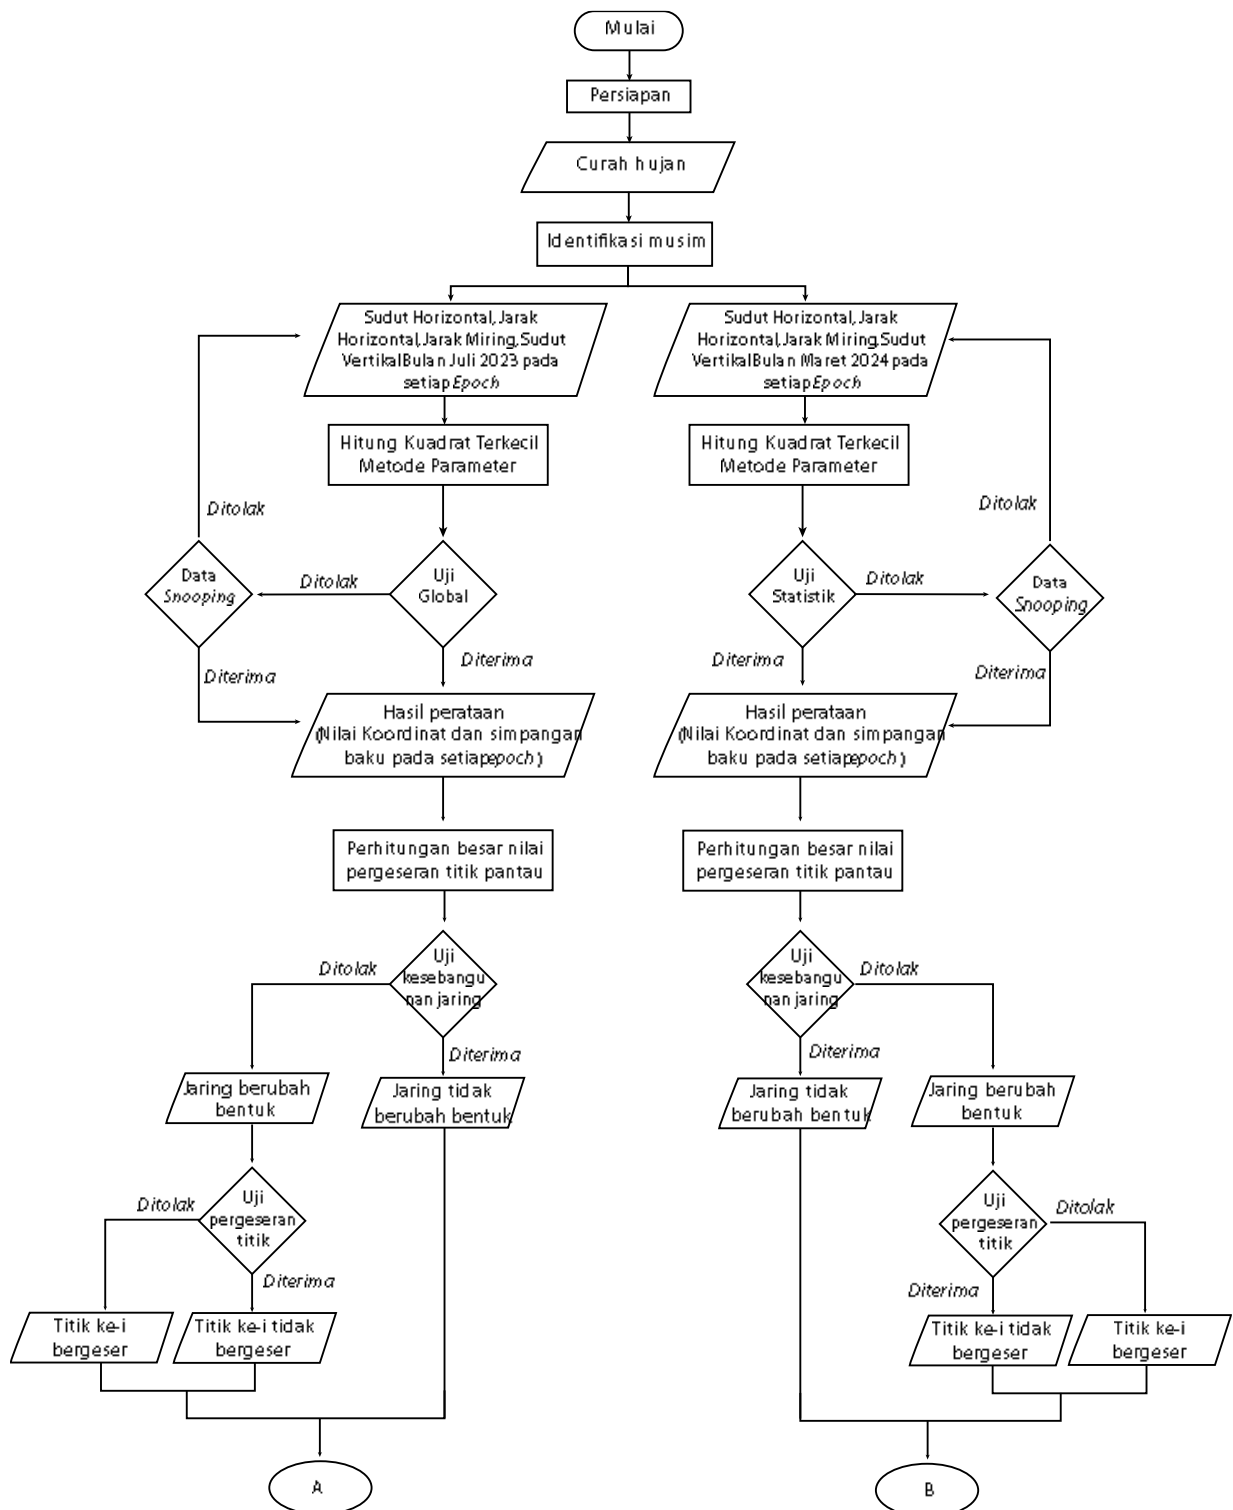 Mulai
Persiapan
Curah hujan
Identifikasi musim
Sudut Horizontal, Jarak
Horizontal, Jarak Miring, Sudut
Vertikal Bulan Juli 2023 pada
setiap Epoch
Sudut Horizontal, Jarak
Horizontal, Jarak Miring, Sudut
Vertikal Bulan Maret 2024 pada
setiap Epoch
Hitung Kuadrat Terkecil
Metode Parameter
Hitung Kuadrat Terkecil
Metode Parameter
Ditolak
Ditolak
Data
Snooping
Ditolak
Uji
Global
Uji
Statistik
Ditolak
Data
Snooping
Diterima
Diterima
Diterima
Diterima
Hasil perataan
(Nilai Koordinat dan simpangan
baku pada setiap epoch)
Hasil perataan
(Nilai Koordinat dan simpangan
baku pada setiap epoch)
Perhitungan besar nilai
pergeseran titik pantau
Perhitungan besar nilai
pergeseran titik pantau
Ditolak
Uji
kesebangu
nan jaring
Uji
kesebangu
nan jaring
Ditolak
Diterima
Diterima
Jaring berubah
bentuk
Jaring tidak
berubah bentuk
Jaring tidak
berubah bentuk
Jaring berubah
bentuk
Ditolak
Uji
pergeseran
titik
Uji
pergeseran
titik
Ditolak
Diterima
Diterima
Titik ke-i
bergeser
Titik ke-i tidak
bergeser
Titik ke-i tidak
bergeser
Titik ke-i
bergeser
A
B